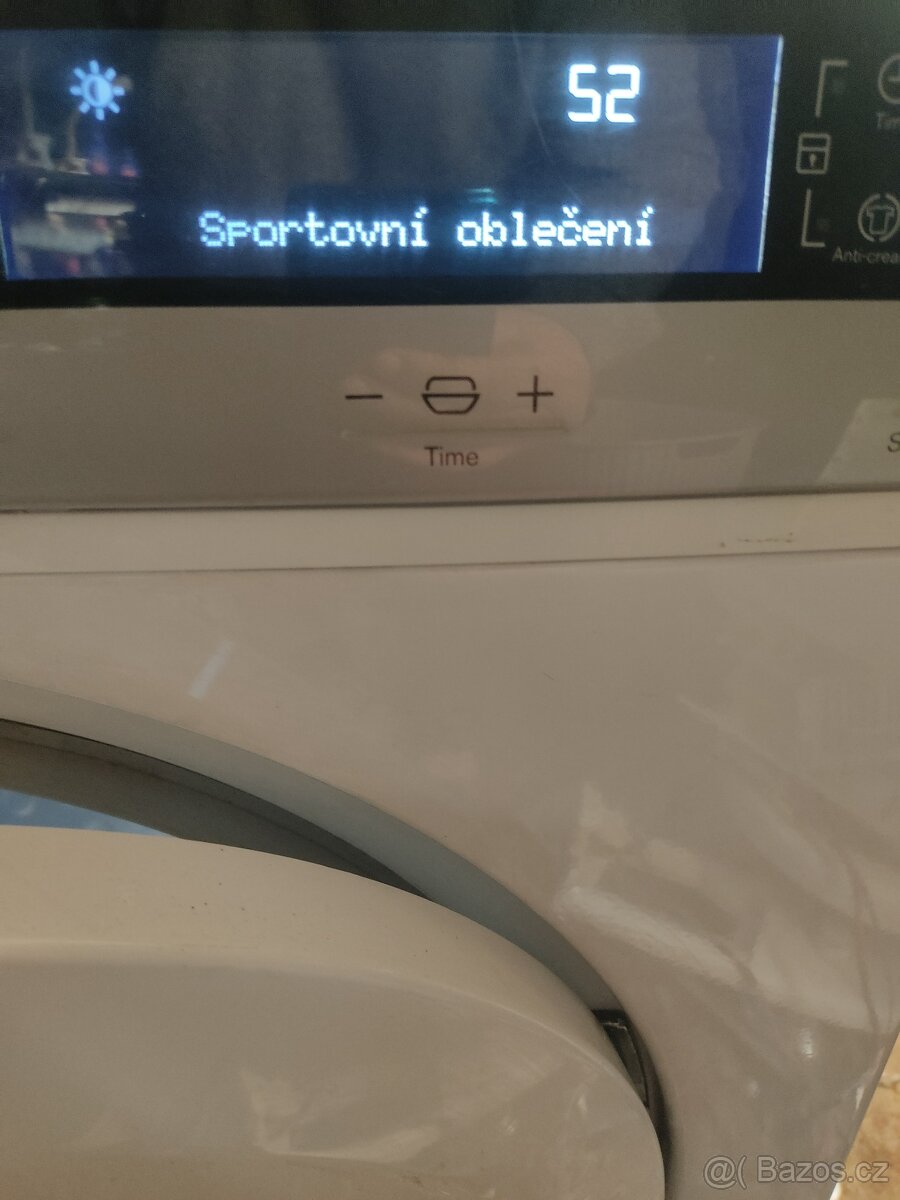 52
Sportovní oblečení
− +
Time
Anti-crea
@( Bazos.cz